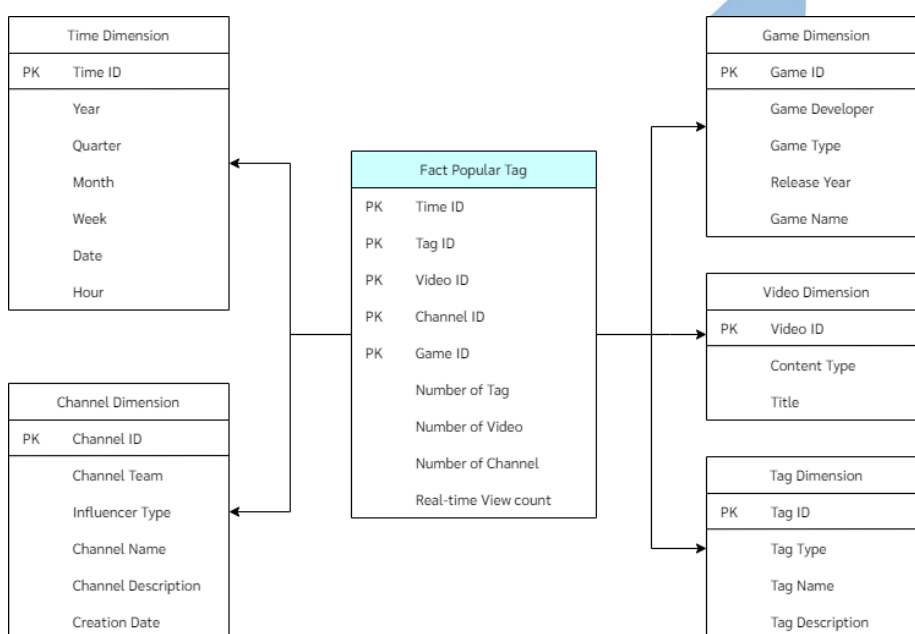 Time Dimension
PK Time ID
Year
Quarter
Month
Week
Date
Hour
Channel Dimension
PK Channel ID
Channel Team
Influencer Type
Channel Name
Channel Description
Creation Date
Fact Popular Tag
PK Time ID
PK Tag ID
PK Video ID
PK Channel ID
PK Game ID
Number of Tag
Number of Video
Number of Channel
Real-time View count
Game Dimension
PK Game ID
Game Developer
Game Type
Release Year
Game Name
Video Dimension
PK Video ID
Content Type
Title
Tag Dimension
PK Tag ID
Tag Type
Tag Name
Tag Description